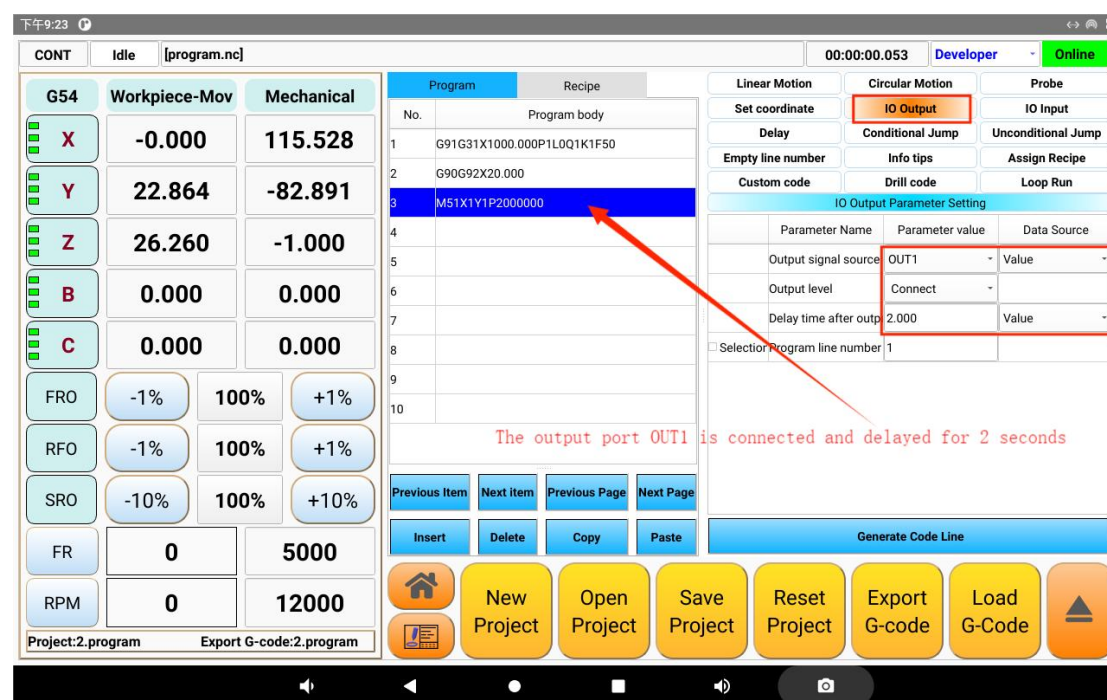 下午9:23
CONT Idle [program.nc] 00:00:00.053 Developer Online
G54 Workpiece-Mov Mechanical
X -0.000 115.528
Y 22.864 -82.891
Z 26.260 -1.000
B 0.000 0.000
C 0.000 0.000
FRO -1% 100% +1%
RFO -1% 100% +1%
SRO -10% 100% +10%
FR 0 5000
RPM 0 12000
Project:2.program Export G-code:2.program
Program Recipe
No. Program body
1 G91G31X1000.000P1L0Q1K1F50
2 G90G92X20.000
3 M51X1Y1P2000000
4
5
6
7
8
9
10
The output port OUT1 is connected and delayed for 2 seconds
Previous Item Next item Previous Page Next Page
Insert Delete Copy Paste
Linear Motion Circular Motion Probe
Set coordinate IO Output IO Input
Delay Conditional Jump Unconditional Jump
Empty line number Info tips Assign Recipe
Custom code Drill code Loop Run
IO Output Parameter Setting
Parameter Name Parameter value Data Source
Output signal source OUT1 Value
Output level Connect
Delay time after outp 2.000 Value
Selection Program line number 1
Generate Code Line
New Project
Open Project
Save Project
Reset Project
Export G-code
Load G-Code